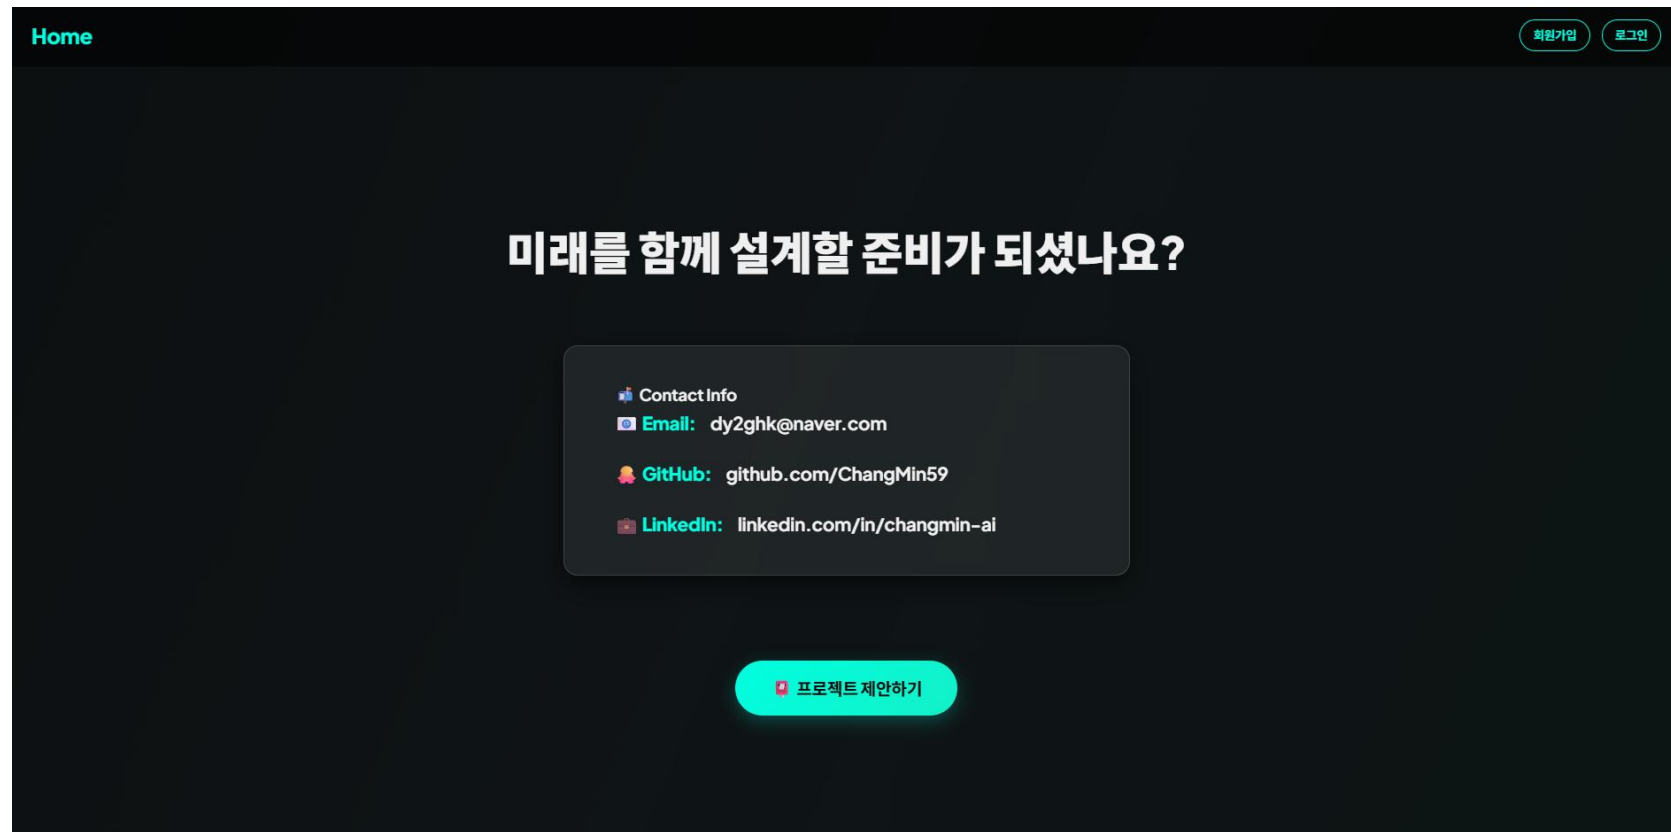 Home
회원가입
로그인
미래를 함께 설계할 준비가 되셨나요?
📬 Contact Info
📧 Email: dy2ghk@naver.com
🐙 GitHub: github.com/ChangMin59
💼 LinkedIn: linkedin.com/in/changmin-ai
📮 프로젝트 제안하기